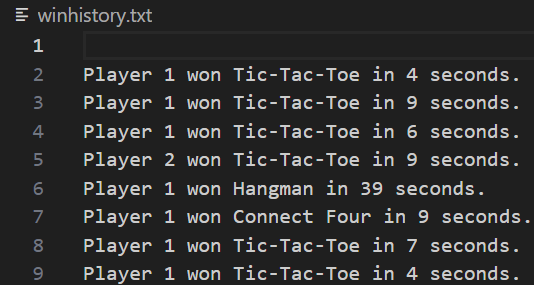 winhistory.txt
1
2 Player 1 won Tic-Tac-Toe in 4 seconds.
3 Player 1 won Tic-Tac-Toe in 9 seconds.
4 Player 1 won Tic-Tac-Toe in 6 seconds.
5 Player 2 won Tic-Tac-Toe in 9 seconds.
6 Player 1 won Hangman in 39 seconds.
7 Player 1 won Connect Four in 9 seconds.
8 Player 1 won Tic-Tac-Toe in 7 seconds.
9 Player 1 won Tic-Tac-Toe in 4 seconds.